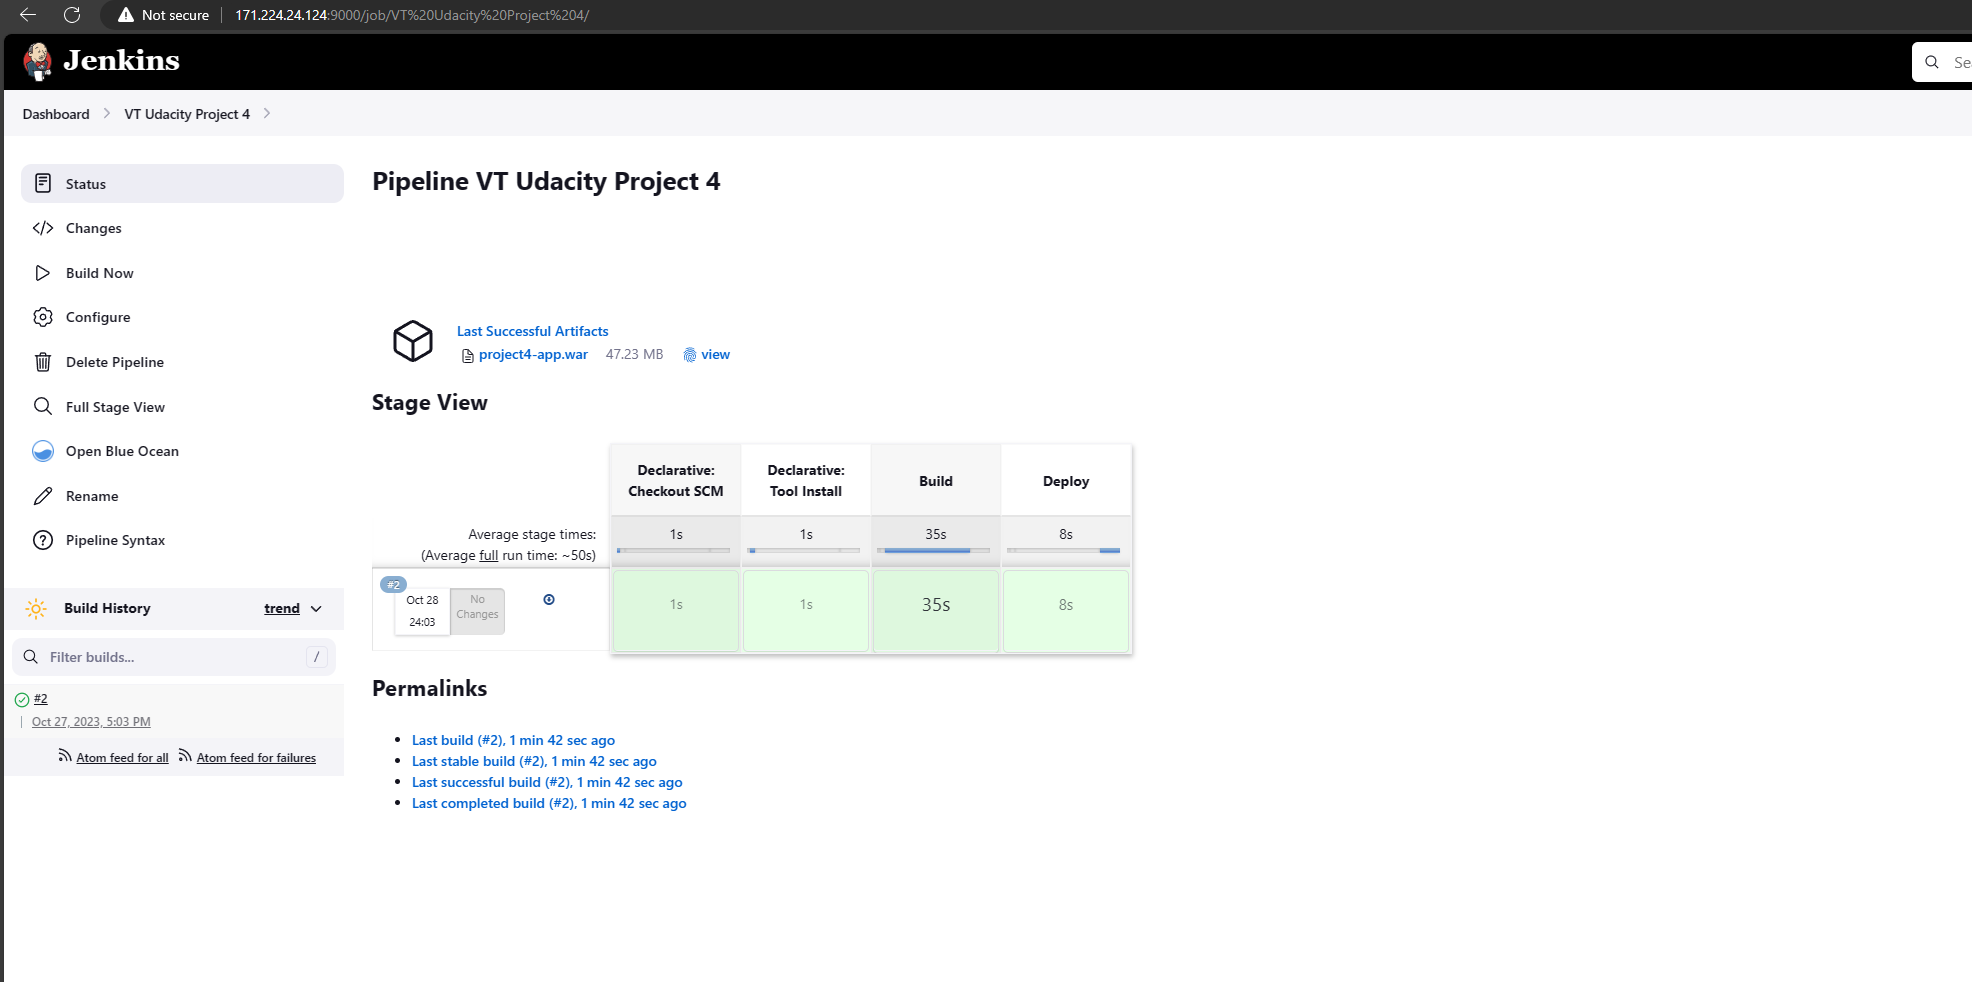 Not secure 171.224.24.124:9000/job/VT%20Udacity%20Project%204/
Jenkins
Dashboard VT Udacity Project 4
Status
Changes
Build Now
Configure
Delete Pipeline
Full Stage View
Open Blue Ocean
Rename
Pipeline Syntax
Build History trend
Filter builds... /
#2
Oct 27, 2023, 5:03 PM
Atom feed for all Atom feed for failures
Pipeline VT Udacity Project 4
Last Successful Artifacts
project4-app.war 47.23 MB view
Stage View
Declarative: Declarative:
Checkout SCM Tool Install Build Deploy
Average stage times: 1s 1s 35s 8s
(Average full run time: ~50s)
#2
Oct 28 No
24:03 Changes
1s 1s 35s 8s
Permalinks
Last build (#2), 1 min 42 sec ago
Last stable build (#2), 1 min 42 sec ago
Last successful build (#2), 1 min 42 sec ago
Last completed build (#2), 1 min 42 sec ago